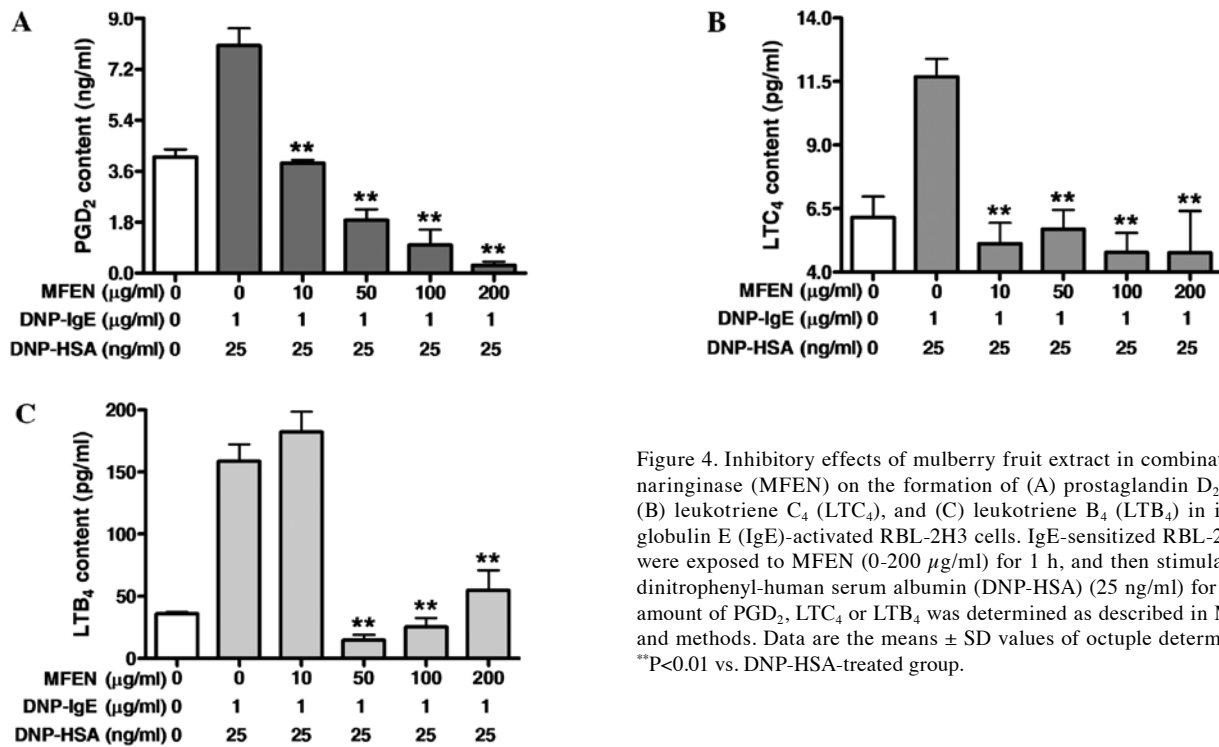 A
PGD2 content (ng/ml)
9.0
7.2
5.4
3.6
1.8
0.0
** ** ** **
MFEN (μg/ml) 0 0 10 50 100 200
DNP-IgE (μg/ml) 0 1 1 1 1 1
DNP-HSA (ng/ml) 0 25 25 25 25 25
B
LTC4 content (pg/ml)
14.0
11.5
9.0
6.5
4.0
** ** ** **
MFEN (μg/ml) 0 0 10 50 100 200
DNP-IgE (μg/ml) 0 1 1 1 1 1
DNP-HSA (ng/ml) 0 25 25 25 25 25
C
LTB4 content (pg/ml)
200
150
100
50
0
** ** **
MFEN (μg/ml) 0 0 10 50 100 200
DNP-IgE (μg/ml) 0 1 1 1 1 1
DNP-HSA (ng/ml) 0 25 25 25 25 25
Figure 4. Inhibitory effects of mulberry fruit extract in combinat
naringinase (MFEN) on the formation of (A) prostaglandin D2
(B) leukotriene C4 (LTC4), and (C) leukotriene B4 (LTB4) in i
globulin E (IgE)-activated RBL-2H3 cells. IgE-sensitized RBL-2
were exposed to MFEN (0-200 μg/ml) for 1 h, and then stimula
dinitrophenyl-human serum albumin (DNP-HSA) (25 ng/ml) for
amount of PGD2, LTC4 or LTB4 was determined as described in M
and methods. Data are the means ± SD values of octuple determ
**P<0.01 vs. DNP-HSA-treated group.